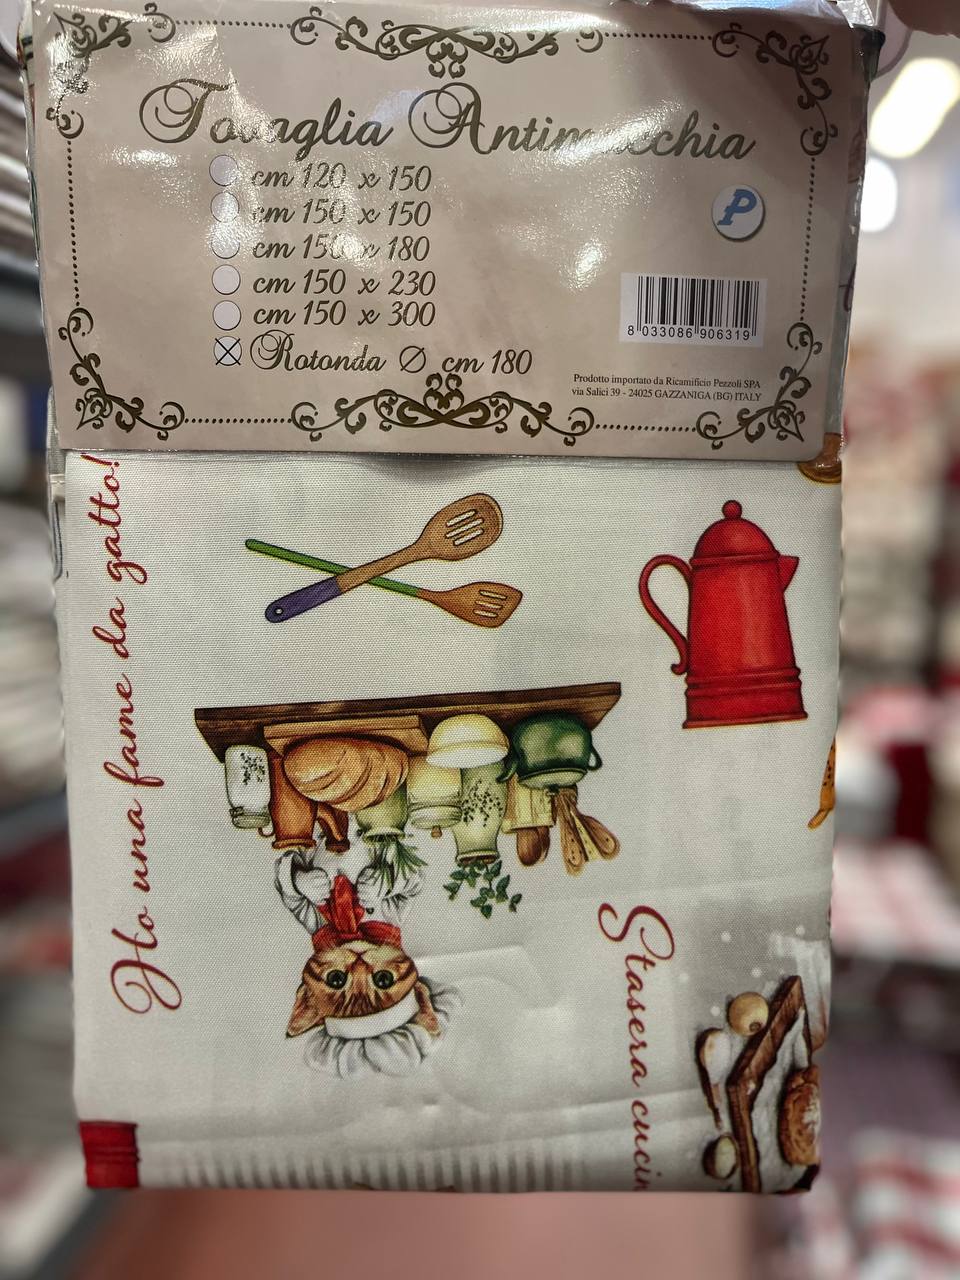 Tovaglia Antimacchia
cm 120 x 150
cm 150 x 150
cm 150 x 180
cm 150 x 230
cm 150 x 300
Rotonda Ø cm 180
P
8 033086 906319
Prodotto importato da Ricamificio Pezzoli SPA
via Salici 39 - 24025 GAZZANIGA (BG) ITALY
Ho una fame da gatto!
Stasera cucin